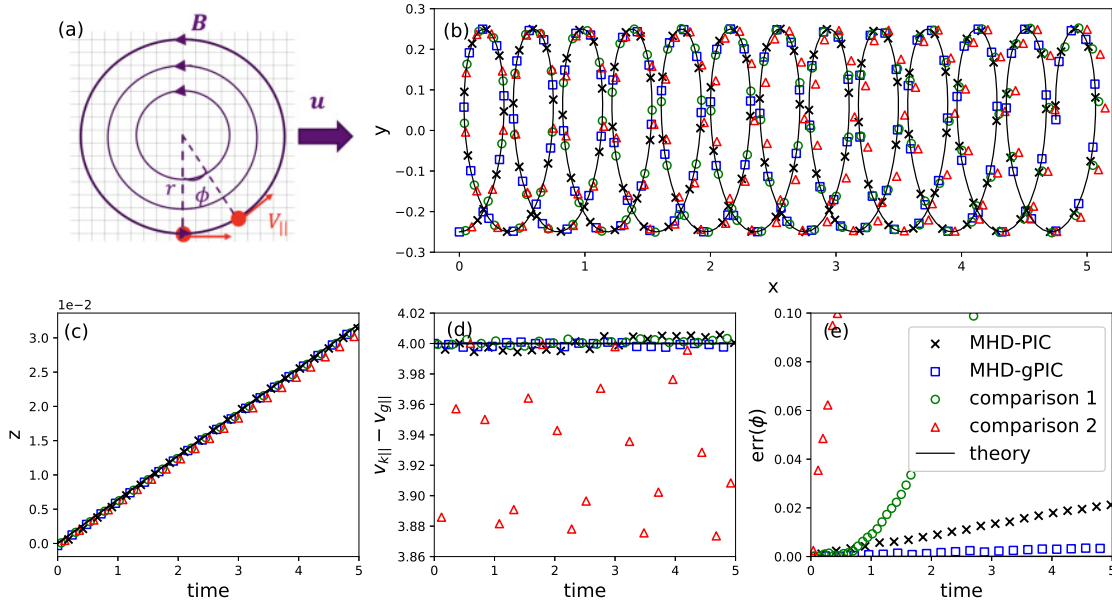 (a)
B
u
r
ϕ
V||
(b)
0.3
0.2
0.1
0.0
−0.1
−0.2
−0.3
y
0 1 2 3 4 5
x
1e−2
(c)
3.0
2.5
2.0
1.5
1.0
0.5
0.0
z
0 1 2 3 4 5
time
(d)
4.02
4.00
3.98
3.96
3.94
3.92
3.90
3.88
3.86
vk|| − vg||
0 1 2 3 4 5
time
(e)
0.10
0.08
0.06
0.04
0.02
0.00
err(ϕ)
0 1 2 3 4 5
time
MHD-PIC
MHD-gPIC
comparison 1
comparison 2
theory